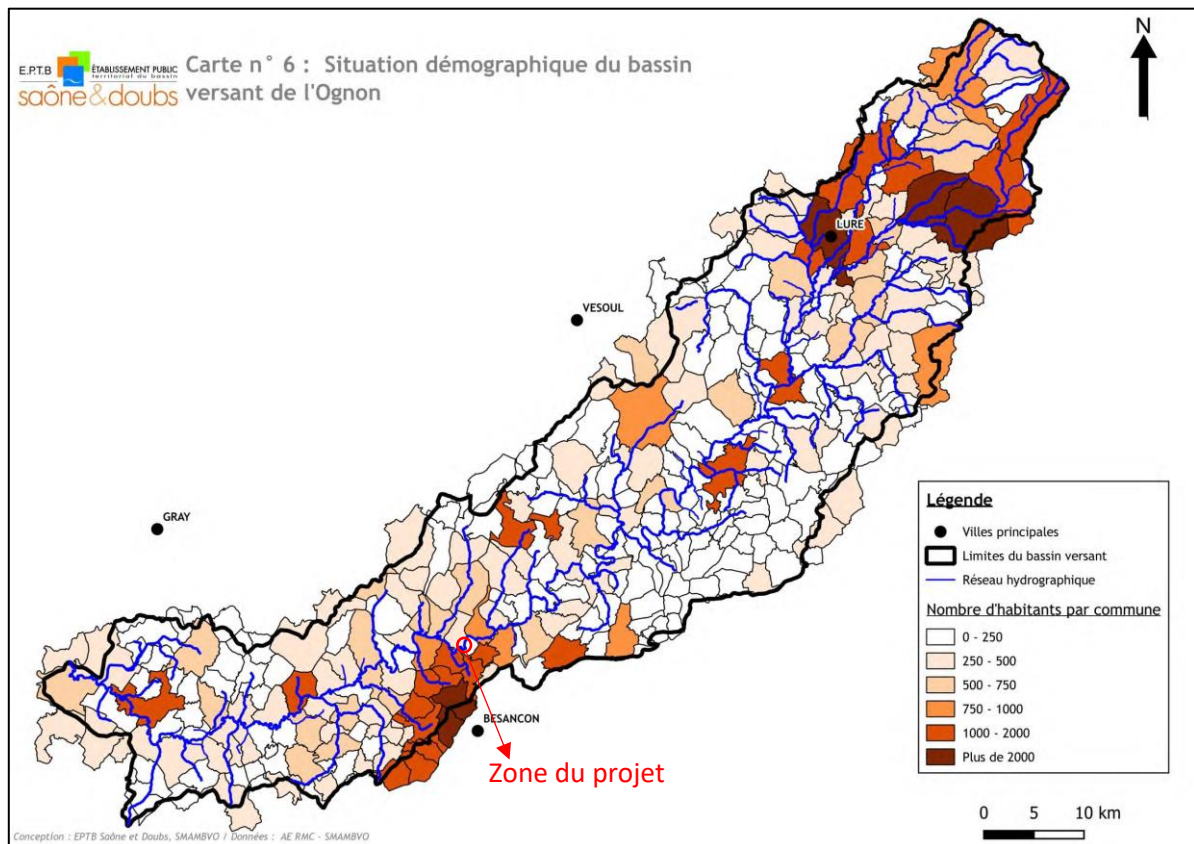 E.P.T.B
ÉTABLISSEMENT PUBLIC
territorial du bassin
saône & doubs
Carte n° 6 : Situation démographique du bassin
versant de l'Ognon
N
LURE
VESOUL
GRAY
BESANCON
Zone du projet
Légende
Villes principales
Limites du bassin versant
Réseau hydrographique
Nombre d'habitants par commune
0 - 250
250 - 500
500 - 750
750 - 1000
1000 - 2000
Plus de 2000
0 5 10 km
Conception : EPTB Saône et Doubs, SMAMBVO / Données : AE RMC - SMAMBVO